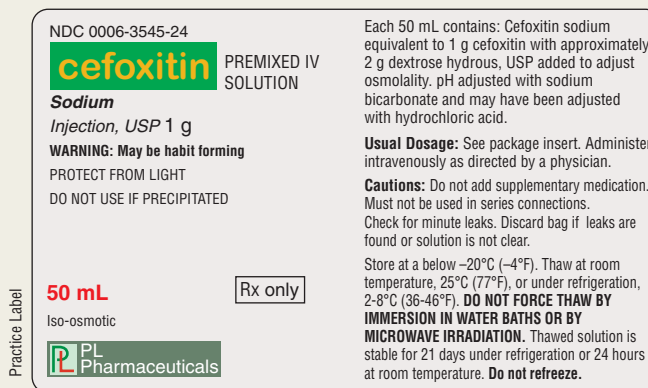 NDC 0006-3545-24
cefoxitin PREMIXED IV
SOLUTION
Sodium
Injection, USP 1 g
WARNING: May be habit forming
PROTECT FROM LIGHT
DO NOT USE IF PRECIPITATED
50 mL
Rx only
Iso-osmotic
PL
PL
Pharmaceuticals
Practice Label
Each 50 mL contains: Cefoxitin sodium
equivalent to 1 g cefoxitin with approximately
2 g dextrose hydrous, USP added to adjust
osmolality. pH adjusted with sodium
bicarbonate and may have been adjusted
with hydrochloric acid.
Usual Dosage: See package insert. Administer
intravenously as directed by a physician.
Cautions: Do not add supplementary medication.
Must not be used in series connections.
Check for minute leaks. Discard bag if leaks are
found or solution is not clear.
Store at a below –20°C (–4°F). Thaw at room
temperature, 25°C (77°F), or under refrigeration,
2-8°C (36-46°F). DO NOT FORCE THAW BY
IMMERSION IN WATER BATHS OR BY
MICROWAVE IRRADIATION. Thawed solution is
stable for 21 days under refrigeration or 24 hours
at room temperature. Do not refreeze.